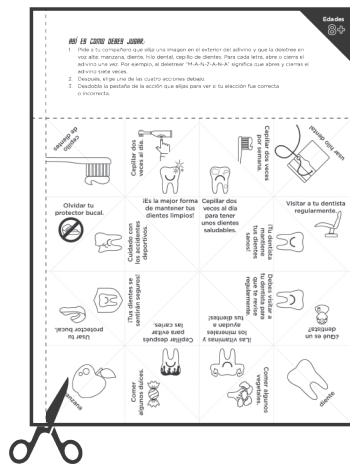 Edades
8+
ASÍ ES COMO DEBES JUGAR:
1. Pide a tu compañero que elija una imagen en el exterior del adivino y que la deletree en
voz alta: manzana, diente, hilo dental, cepillo de dientes. Para cada letra, abre o cierra el
adivino una vez. Por ejemplo, al deletrear "M-A-N-Z-A-N-A" significa que abres y cierras el
adivino siete veces.
2. Después, elige una de las cuatro acciones debajo.
3. Desdobla la pestaña de la acción que elijas para ver si tu elección fue correcta
o incorrecta.
cepillo
de dientes
Cepillar dos
veces al día.
Cepillar dos veces
por semana.
usar hilo dental
Olvidar tu
protector bucal.
Cuidado con
los accidentes
deportivos.
¡Es la mejor forma
de mantener tus
dientes limpios!
Cepillar dos
veces al día
para tener
unos dientes
saludables.
¡Tu dentista
mantiene
tus dientes
sanos!
Visitar a tu dentista
regularmente.
Usar tu
protector bucal.
¡Tus dientes se
sentirán seguros!
Cepillar después
para evitar
las caries.
¡Las vitaminas y
los minerales
ayudan a
tus dientes!
Debes visitar a
tu dentista para
que te revise
regularmente.
¿Qué es un
dentista?
manzana
Comer
algunos dulces.
Comer algunos
vegetales.
diente